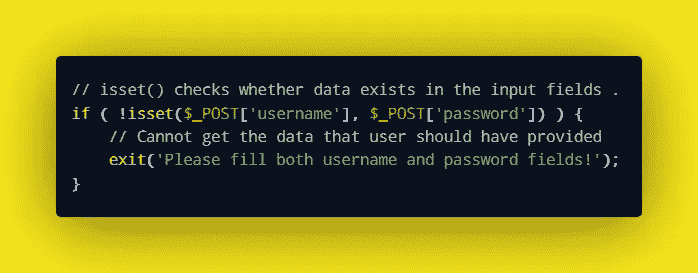 // isset() checks whether data exists in the input fields .
if ( !isset($_POST['username'], $_POST['password']) ) {
    // Cannot get the data that user should have provided
    exit('Please fill both username and password fields!');
}